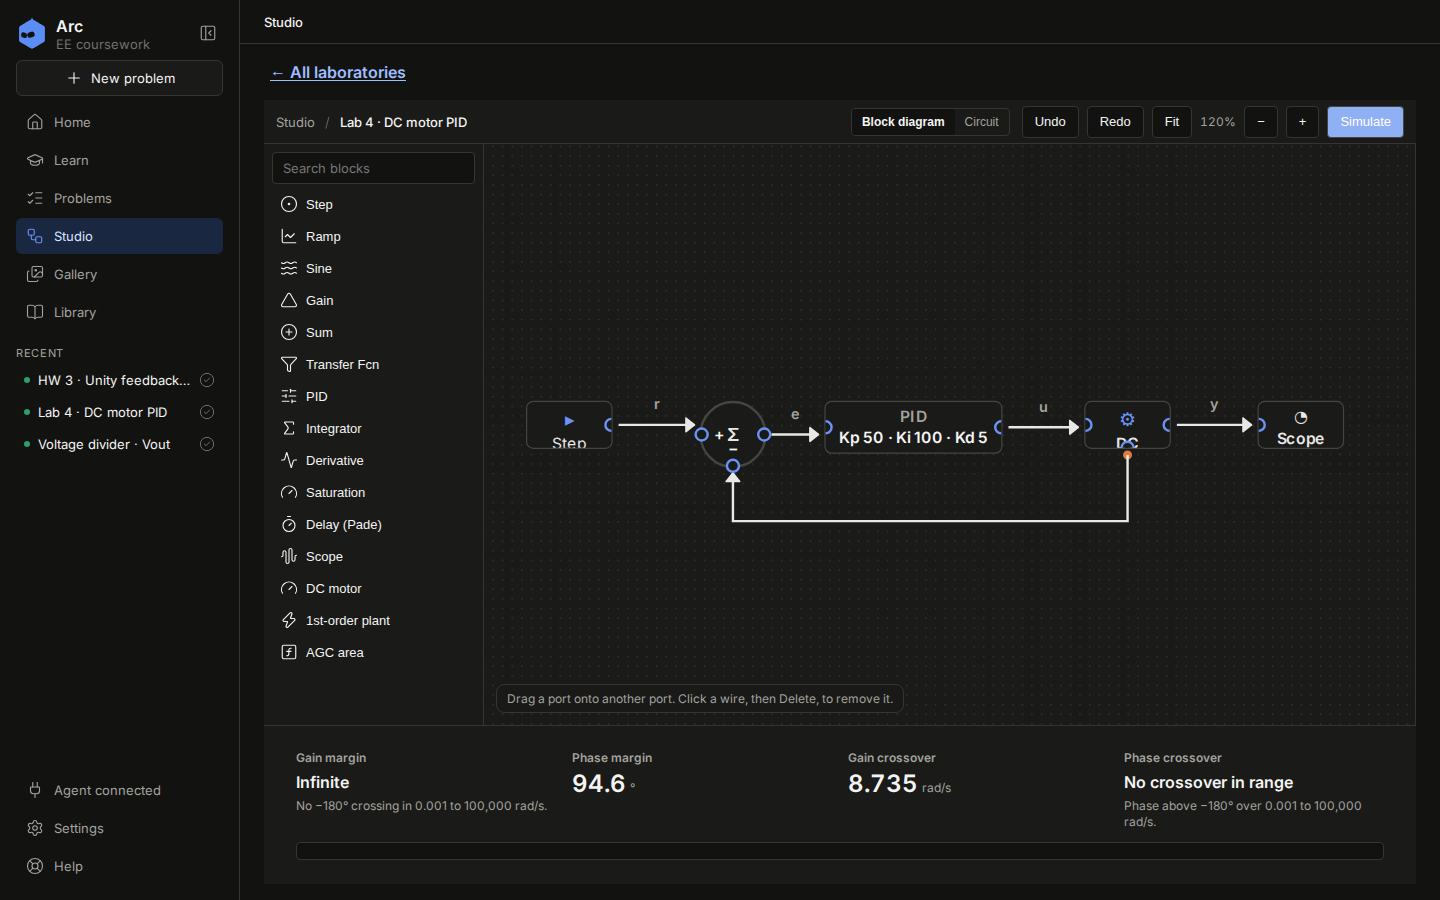 Arc
EE coursework
New problem
Home
Learn
Problems
Studio
Gallery
Library
RECENT
HW 3 · Unity feedback...
Lab 4 · DC motor PID
Voltage divider · Vout
Agent connected
Settings
Help
Studio
← All laboratories
Studio / Lab 4 · DC motor PID
Block diagram
Circuit
Undo
Redo
Fit
120%
−
+
Simulate
Search blocks
Step
Ramp
Sine
Gain
Sum
Transfer Fcn
PID
Integrator
Derivative
Saturation
Delay (Pade)
Scope
DC motor
1st-order plant
AGC area
Step
r
+ Σ
−
e
PID
Kp 50 · Ki 100 · Kd 5
u
DC
y
Scope
Drag a port onto another port. Click a wire, then Delete, to remove it.
Gain margin
Infinite
No −180° crossing in 0.001 to 100,000 rad/s.
Phase margin
94.6 °
Gain crossover
8.735 rad/s
Phase crossover
No crossover in range
Phase above −180° over 0.001 to 100,000
rad/s.